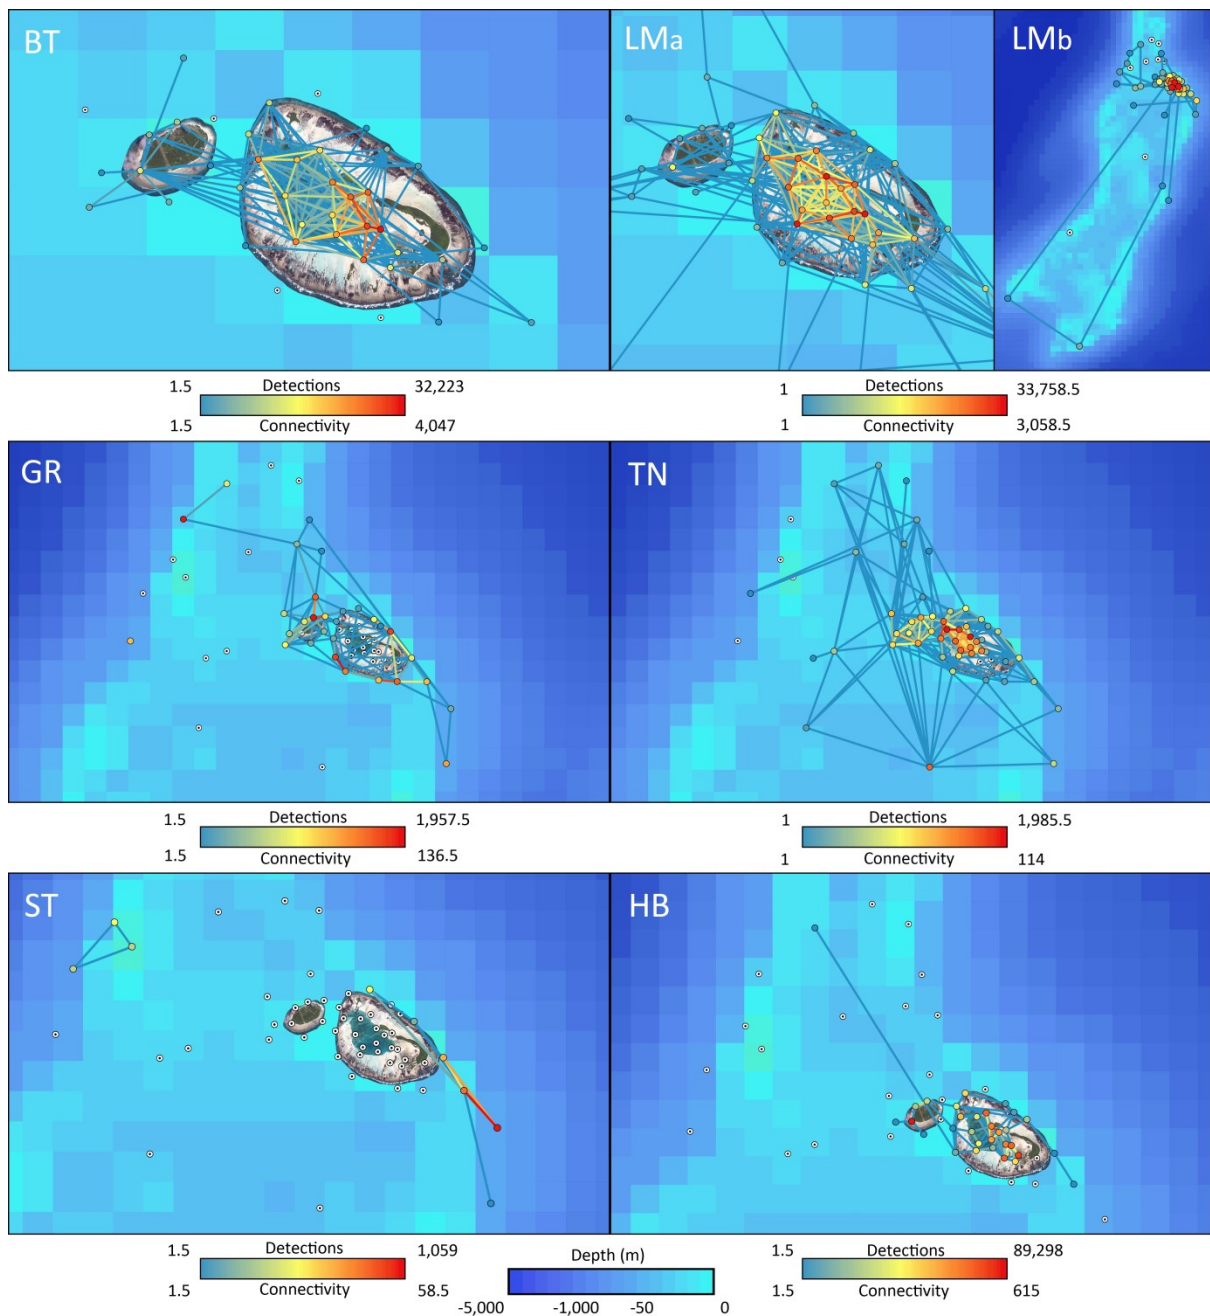 BT
LMa
LMb
1.5 Detections 32,223
1.5 Connectivity 4,047
1 Detections 33,758.5
1 Connectivity 3,058.5
GR
TN
1.5 Detections 1,957.5
1.5 Connectivity 136.5
1 Detections 1,985.5
1 Connectivity 114
ST
HB
1.5 Detections 1,059
1.5 Connectivity 58.5
Depth (m)
-5,000 -1,000 -50 0
1.5 Detections 89,298
1.5 Connectivity 615